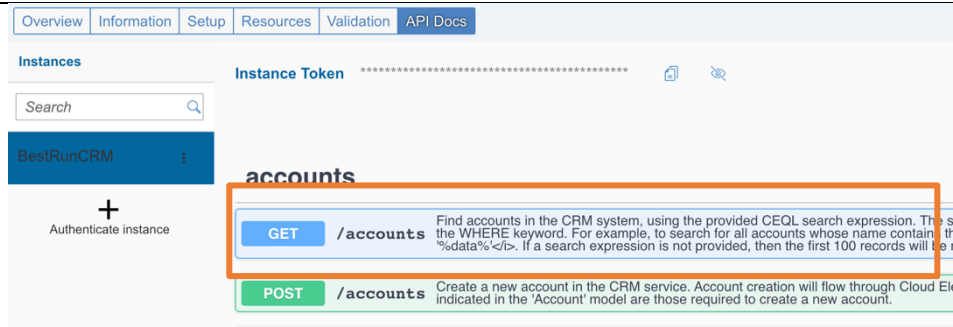 Overview Information Setup Resources Validation API Docs
Instances
Instance Token ********************************************
Search
BestRunCRM
Authenticate instance
accounts
GET /accounts Find accounts in the CRM system, using the provided CEQL search expression. The s
the WHERE keyword. For example, to search for all accounts whose name contains th
'%data%'</i>. If a search expression is not provided, then the first 100 records will be r
POST /accounts Create a new account in the CRM service. Account creation will flow through Cloud Ele
indicated in the 'Account' model are those required to create a new account.